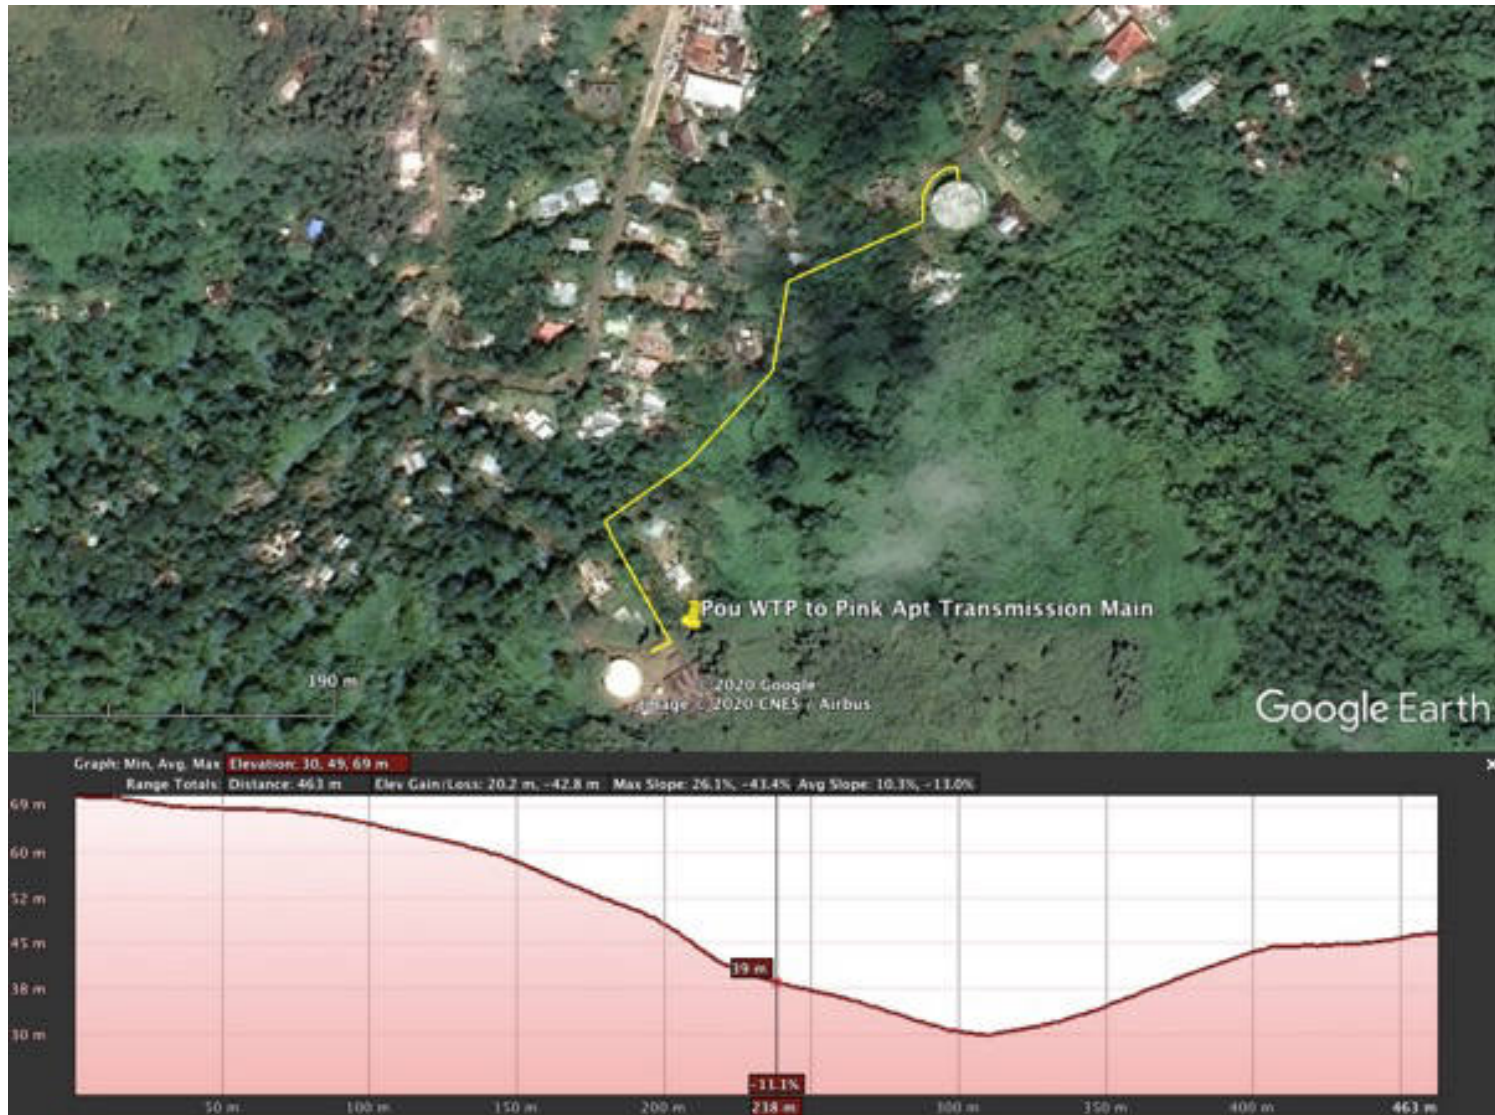 Pou WTP to Pink Apt Transmission Main
190 m
2020 Google
Image © 2020 CNES / Airbus
Google Earth
Graph: Min, Avg, Max Elevation: 30, 49, 69 m
Range Totals: Distance: 463 m Elev Gain/Loss: 20.2 m, -42.8 m Max Slope: 26.1%, -43.4% Avg Slope: 10.3%, -13.0%
69 m
60 m
52 m
45 m
39 m
38 m
30 m
-11.1%
50 m 100 m 150 m 200 m 238 m 300 m 350 m 400 m 463 m